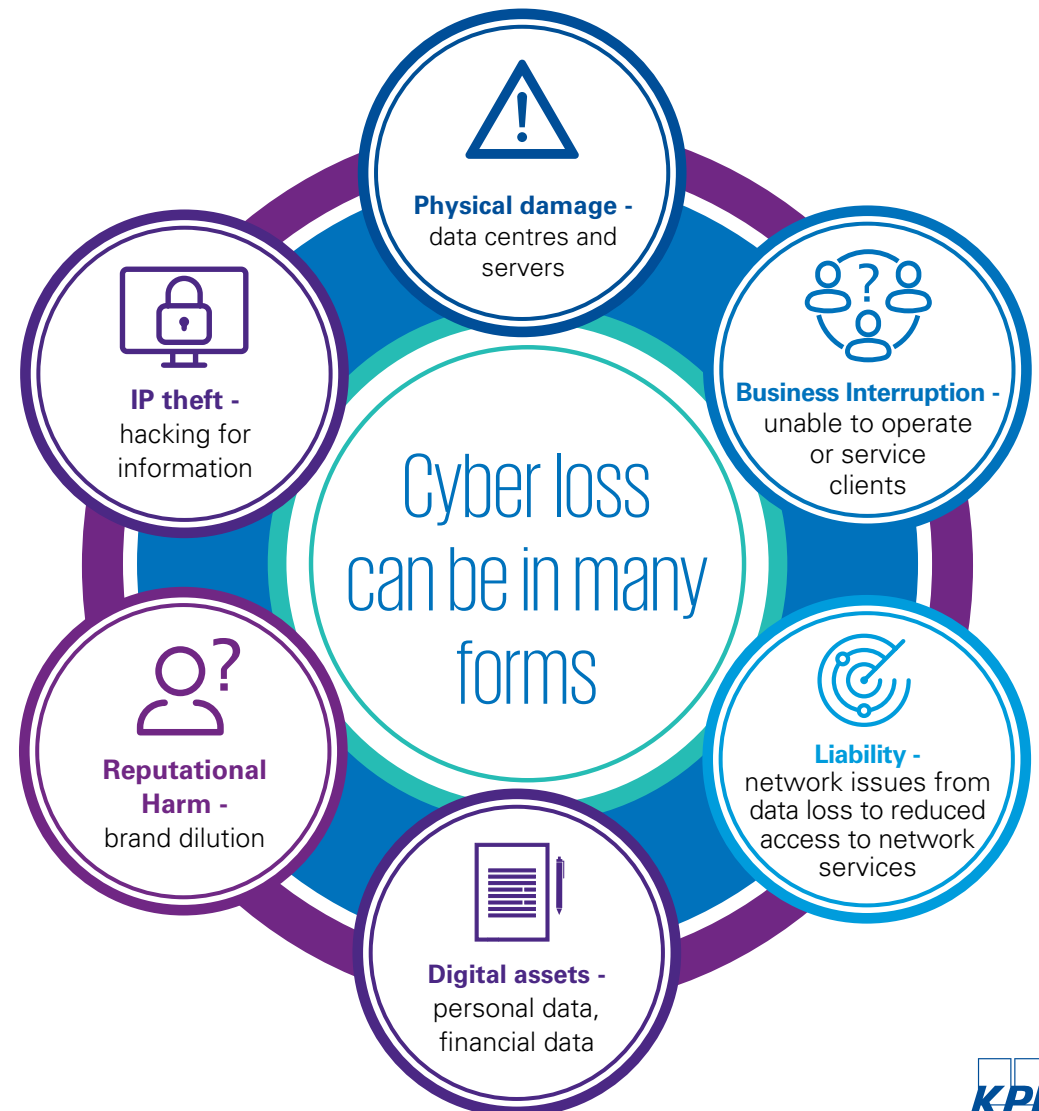 Physical damage -
data centres and
servers
?
Business Interruption -
unable to operate
or service
clients
IP theft -
hacking for
information
Cyber loss
can be in many
forms
?
Reputational
Harm -
brand dilution
Liability -
network issues from
data loss to reduced
access to network
services
Digital assets -
personal data,
financial data